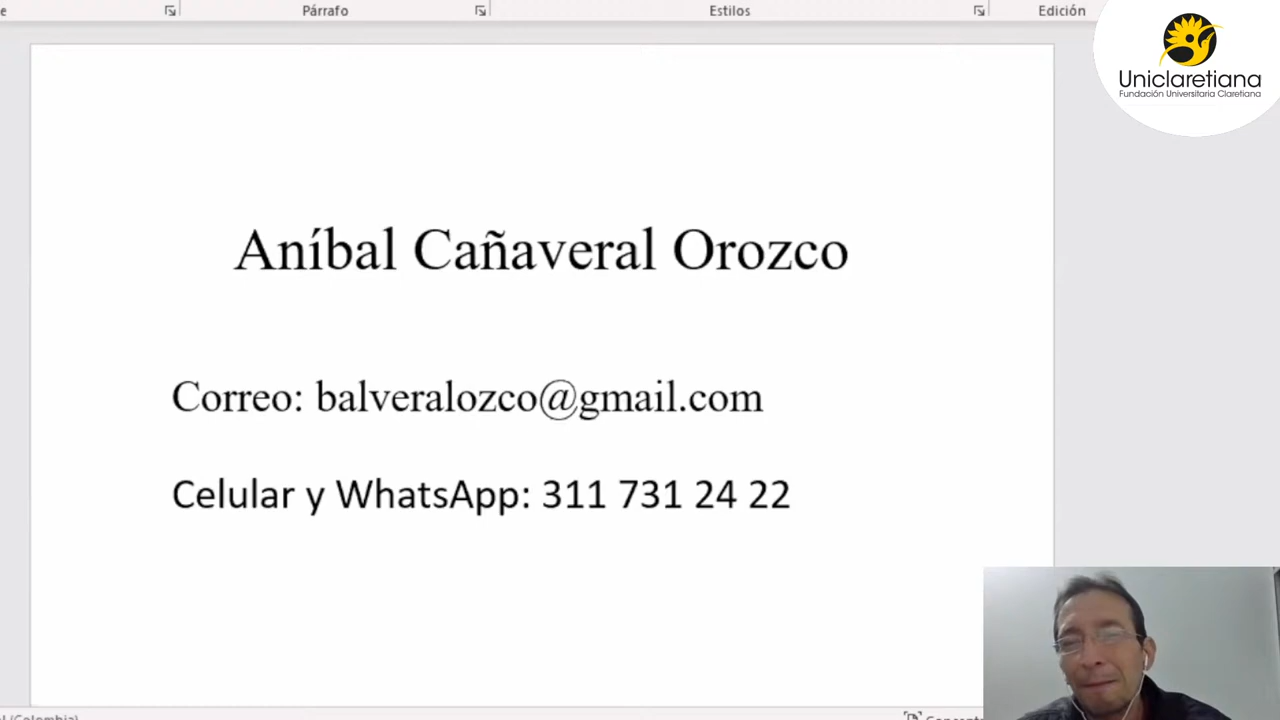 Párrafo Estilos Edición
Uniclaretiana
Fundación Universitaria Claretiana
Aníbal Cañaveral Orozco
Correo: balveralozco@gmail.com
Celular y WhatsApp: 311 731 24 22
(Colombia)